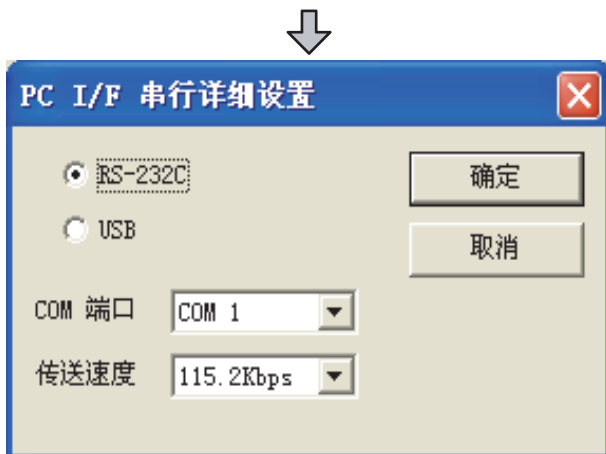 PC I/F 串行详细设置
RS-232C
确定
USB
取消
COM 端口 COM 1
传送速度 115.2Kbps